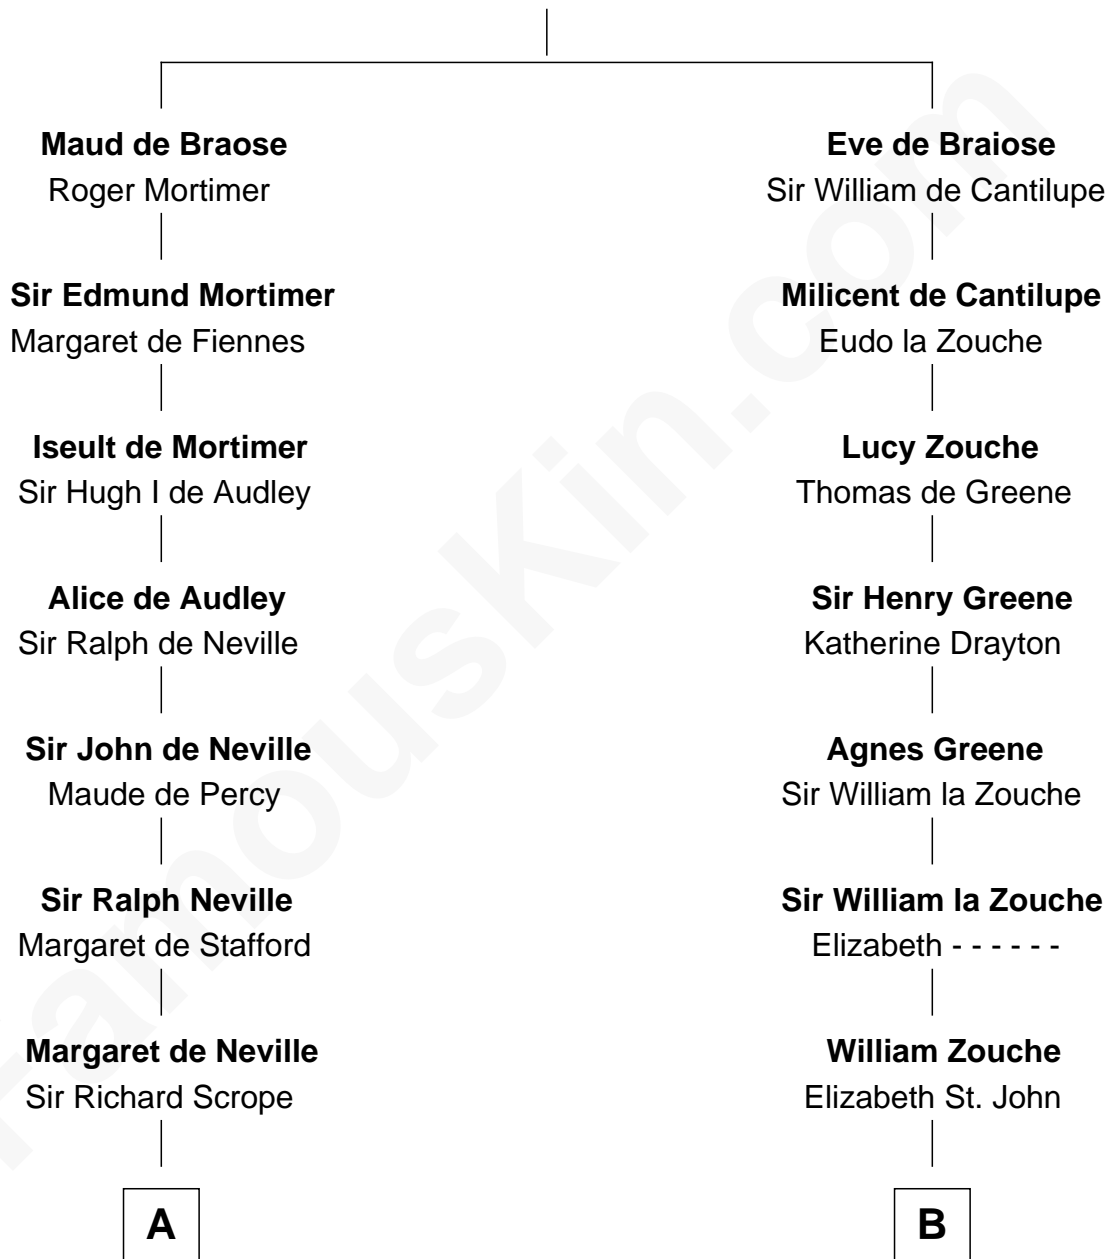 Maud de Braose
Roger Mortimer
Sir Edmund Mortimer
Margaret de Fiennes
Iseult de Mortimer
Sir Hugh I de Audley
Alice de Audley
Sir Ralph de Neville
Sir John de Neville
Maude de Percy
Sir Ralph Neville
Margaret de Stafford
Margaret de Neville
Sir Richard Scrope
A
Eve de Braiose
Sir William de Cantilupe
Milicent de Cantilupe
Eudo la Zouche
Lucy Zouche
Thomas de Greene
Sir Henry Greene
Katherine Drayton
Agnes Greene
Sir William la Zouche
Sir William la Zouche
Elizabeth - - - - - -
William Zouche
Elizabeth St. John
B
FamousKin.com